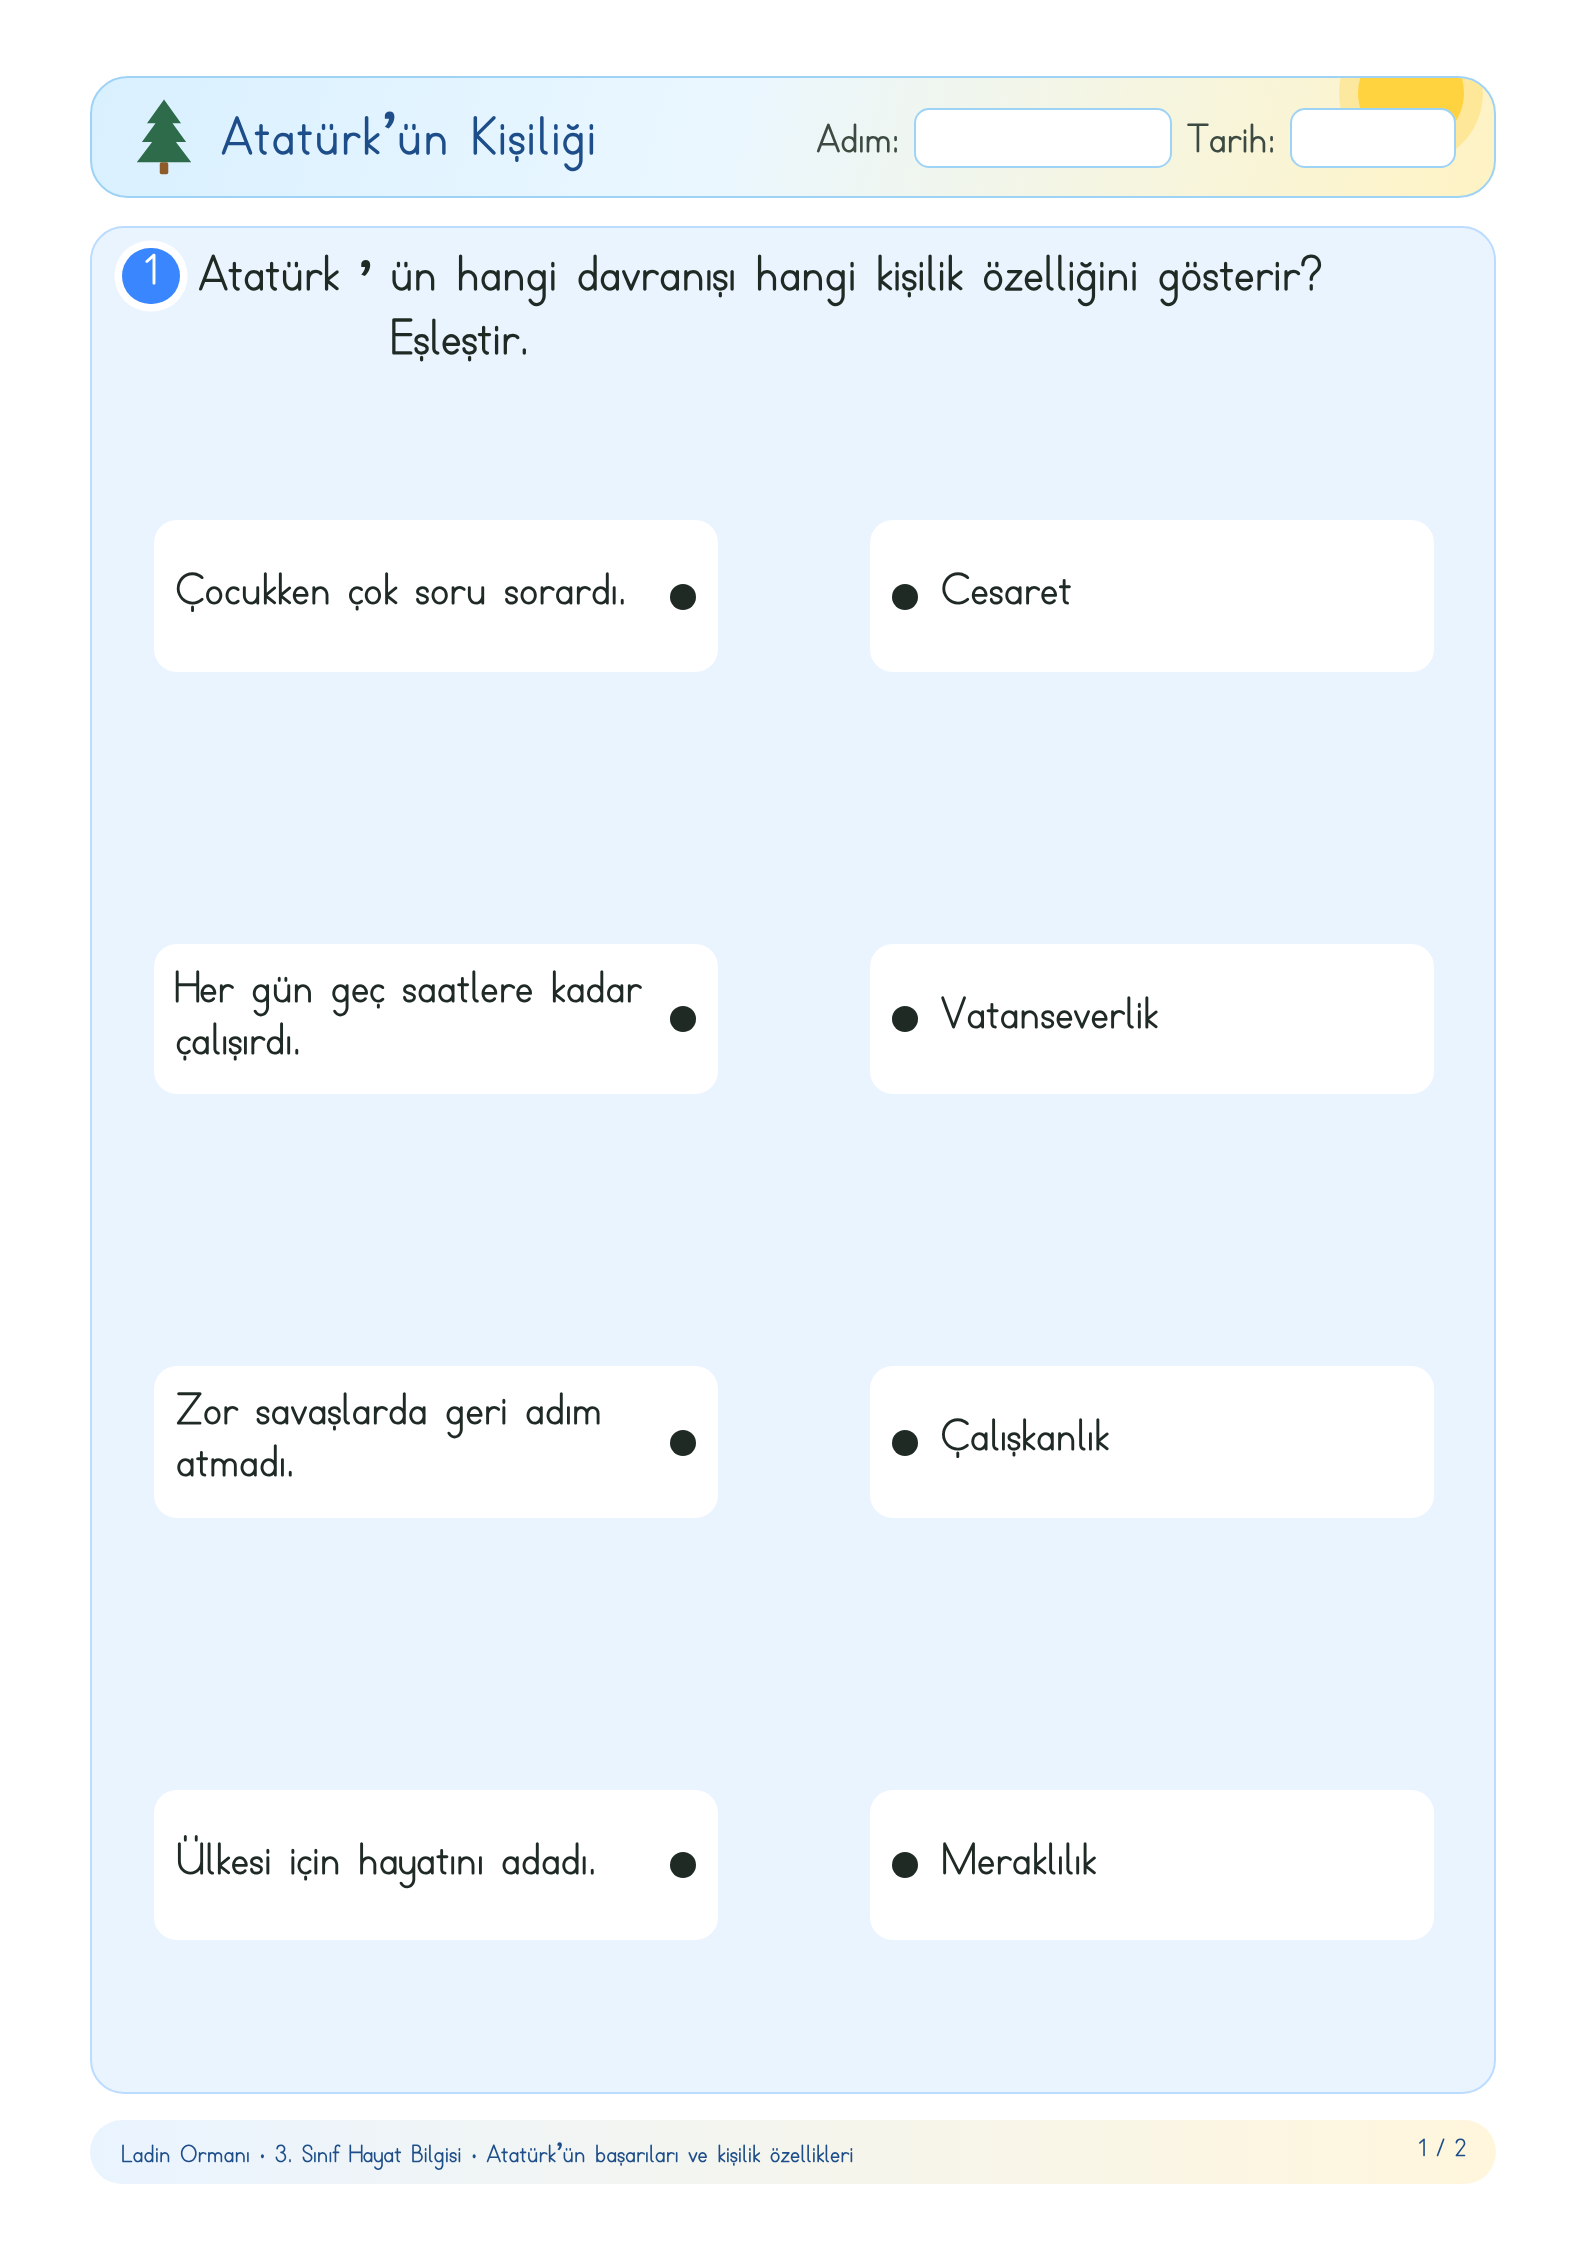 Atatürk’ün Kişiliği
Adım:
Tarih:
1
Atatürk ’ ün hangi davranışı hangi kişilik özelliğini gösterir?
Eşleştir.
Çocukken çok soru sorardı.
Cesaret
Her gün geç saatlere kadar
çalışırdı.
Vatanseverlik
Zor savaşlarda geri adım
atmadı.
Çalışkanlık
Ülkesi için hayatını adadı.
Meraklılık
Ladin Ormanı · 3. Sınıf Hayat Bilgisi · Atatürk’ün başarıları ve kişilik özellikleri
1 / 2